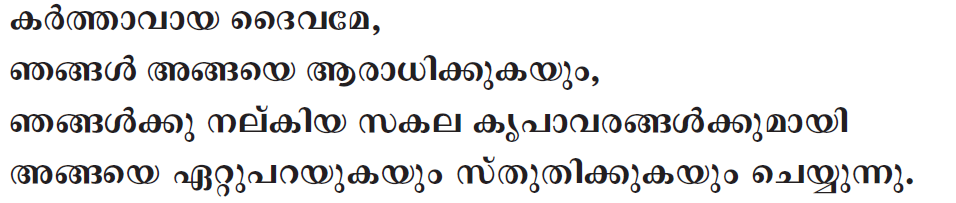 കർത്താവായ ദൈവമേ,
ഞങ്ങൾ അങ്ങയെ ആരാധിക്കുകയും,
ഞങ്ങൾക്കു നല്കിയ സകല കൃപാവരങ്ങൾക്കുമായി
അങ്ങയെ ഏറ്റുപറയുകയും സ്തുതിക്കുകയും ചെയ്യുന്നു.